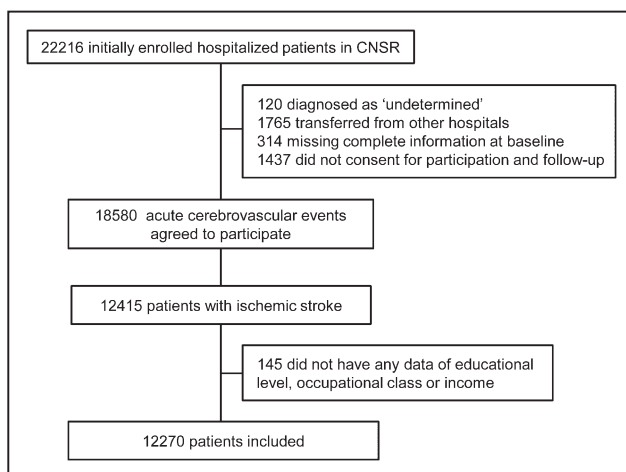 22216 initially enrolled hospitalized patients in CNSR
120 diagnosed as 'undetermined'
1765 transferred from other hospitals
314 missing complete information at baseline
1437 did not consent for participation and follow-up
18580 acute cerebrovascular events
agreed to participate
12415 patients with ischemic stroke
145 did not have any data of educational
level, occupational class or income
12270 patients included